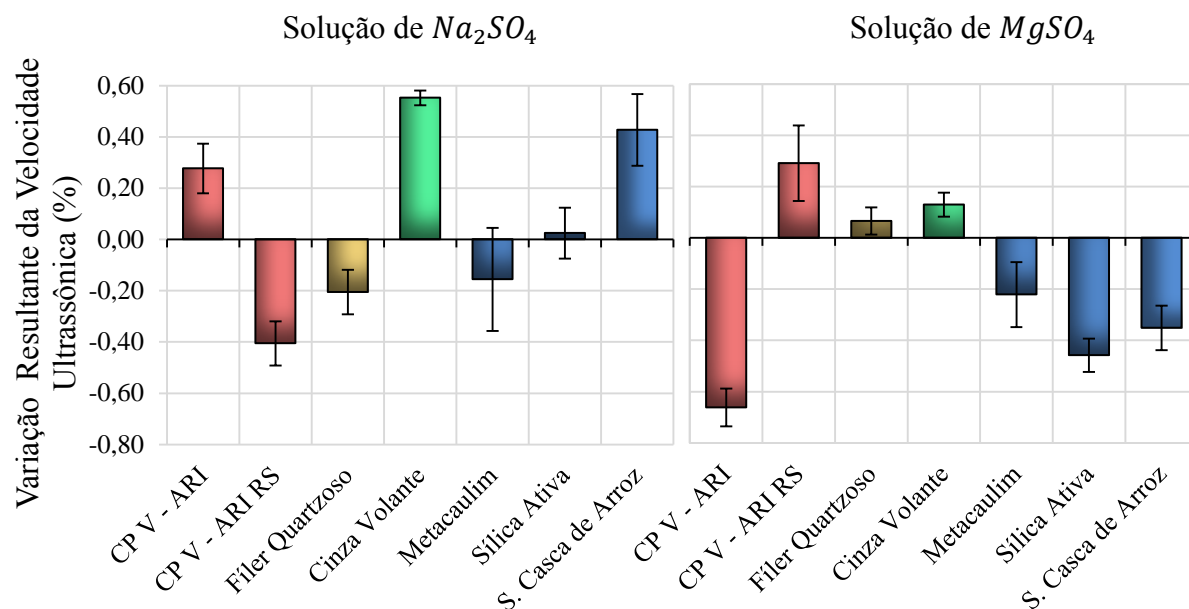 Solução de Na₂SO₄
Solução de MgSO₄
Variação Resultante da Velocidade
Ultrassônica (%)
0,60
0,40
0,20
0,00
-0,20
-0,40
-0,60
-0,80
CP V - ARI
CP V - ARI RS
Fíler Quartzoso
Cinza Volante
Metacaulim
Sílica Ativa
S. Casca de Arroz
CP V - ARI
CP V - ARI RS
Fíler Quartzoso
Cinza Volante
Metacaulim
Sílica Ativa
S. Casca de Arroz